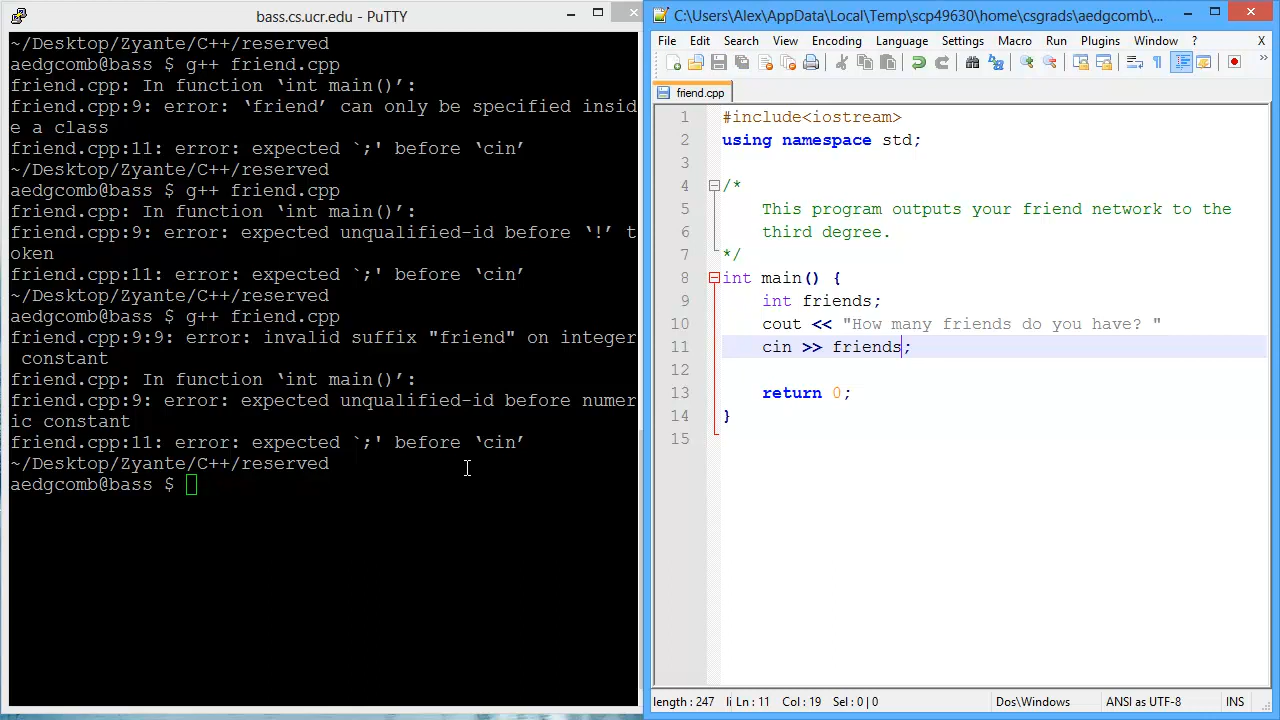 bass.cs.ucr.edu - PuTTY
~/Desktop/Zyante/C++/reserved
aedgcomb@bass $ g++ friend.cpp
friend.cpp: In function ‘int main()’:
friend.cpp:9: error: ‘friend’ can only be specified insid
e a class
friend.cpp:11: error: expected `;' before ‘cin’
~/Desktop/Zyante/C++/reserved
aedgcomb@bass $ g++ friend.cpp
friend.cpp: In function ‘int main()’:
friend.cpp:9: error: expected unqualified-id before ‘!’ t
oken
friend.cpp:11: error: expected `;' before ‘cin’
~/Desktop/Zyante/C++/reserved
aedgcomb@bass $ g++ friend.cpp
friend.cpp:9:9: error: invalid suffix "friend" on integer
 constant
friend.cpp: In function ‘int main()’:
friend.cpp:9: error: expected unqualified-id before numer
ic constant
friend.cpp:11: error: expected `;' before ‘cin’
~/Desktop/Zyante/C++/reserved
aedgcomb@bass $
C:\Users\Alex\AppData\Local\Temp\scp49630\home\csgrads\aedgcomb\...
File Edit Search View Encoding Language Settings Macro Run Plugins Window ? X
friend.cpp
1 #include<iostream>
2 using namespace std;
3
4 /*
5 This program outputs your friend network to the
6 third degree.
7 */
8 int main() {
9 int friends;
10 cout << "How many friends do you have? "
11 cin >> friends;
12
13 return 0;
14 }
15
length : 247 li Ln : 11 Col : 19 Sel : 0 | 0 Dos\Windows ANSI as UTF-8 INS